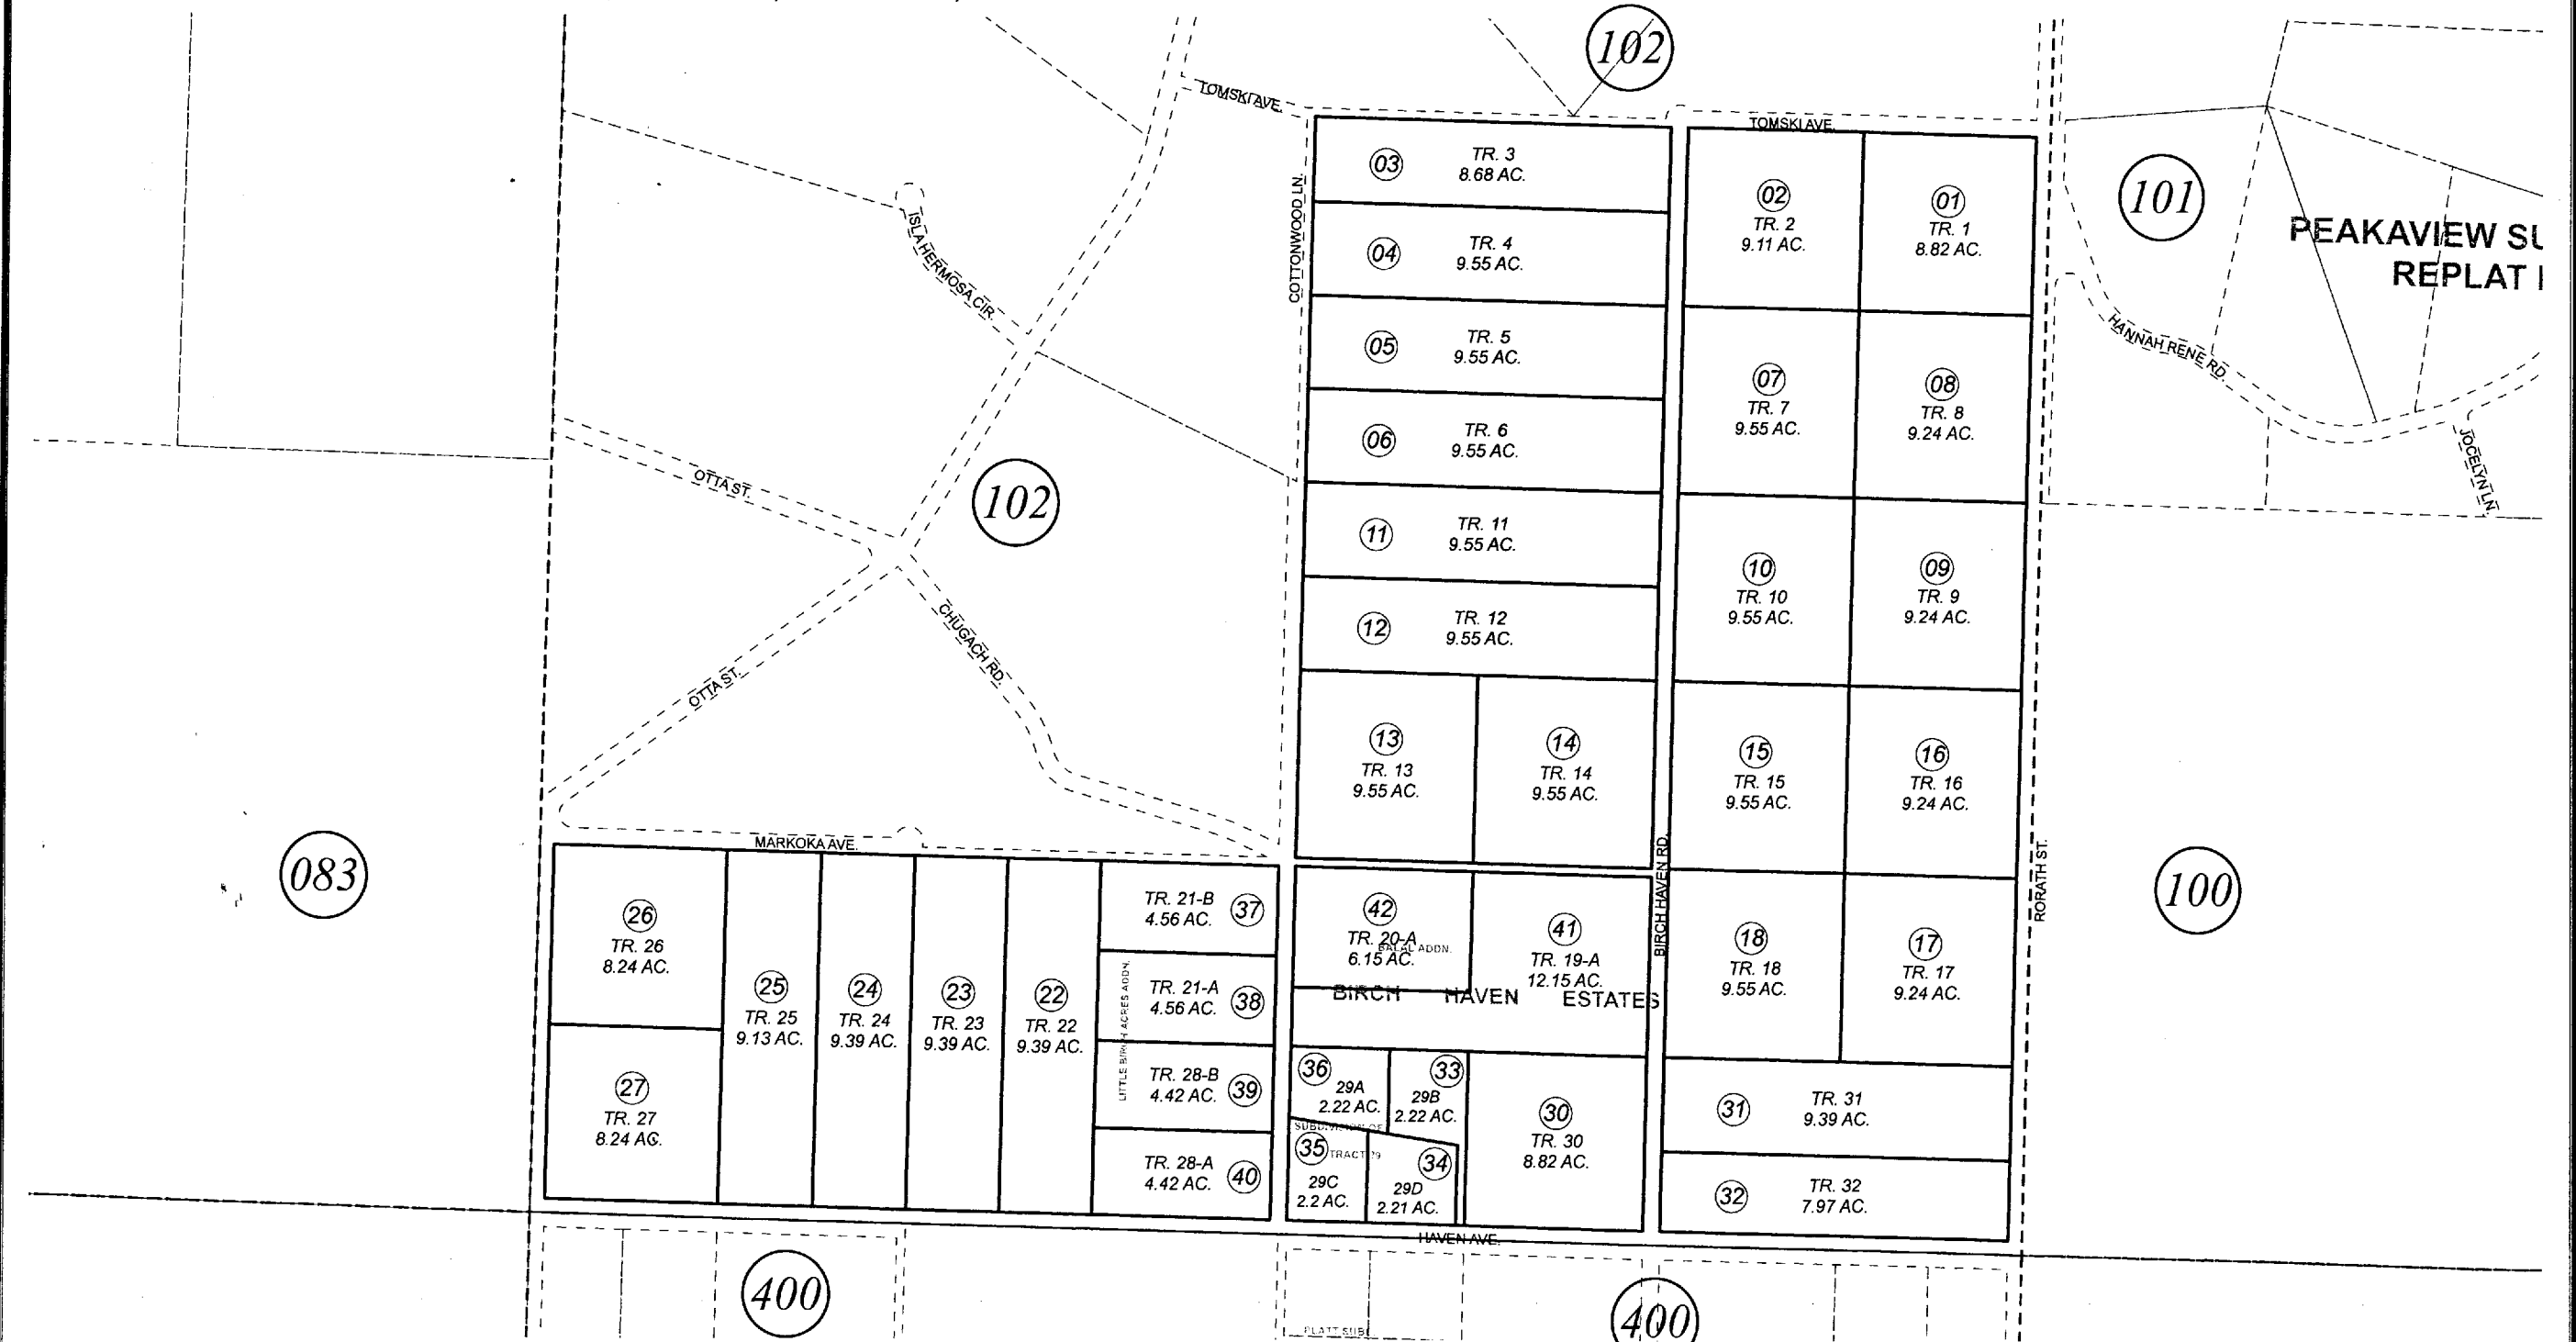 102
TOMSKI AVE.
TOMSKI AVE.
COTTONWOOD LN.
03
TR. 3
8.68 AC.
02
TR. 2
9.11 AC.
01
TR. 1
8.82 AC.
101
PEAKAVIEW SU
REPLAT I
ISLA HERMOSA CIR.
04
TR. 4
9.55 AC.
05
TR. 5
9.55 AC.
HANNAH RENE RD.
06
TR. 6
9.55 AC.
07
TR. 7
9.55 AC.
08
TR. 8
9.24 AC.
JOCELYN LN.
OTTA ST.
102
11
TR. 11
9.55 AC.
12
TR. 12
9.55 AC.
10
TR. 10
9.55 AC.
09
TR. 9
9.24 AC.
CHUGACH RD.
OTTA ST.
13
TR. 13
9.55 AC.
14
TR. 14
9.55 AC.
15
TR. 15
9.55 AC.
16
TR. 16
9.24 AC.
083
MARKOKA AVE.
BIRCH HAVEN RD.
RORATH ST.
100
26
TR. 26
8.24 AC.
25
TR. 25
9.13 AC.
24
TR. 24
9.39 AC.
23
TR. 23
9.39 AC.
22
TR. 22
9.39 AC.
TR. 21-B
4.56 AC.
37
TR. 21-A
4.56 AC.
38
LITTLE BIRCH ACRES ADDN.
42
TR. 20-A
6.15 AC.
BALAL ADDN.
41
TR. 19-A
12.15 AC.
BIRCH HAVEN ESTATES
18
TR. 18
9.55 AC.
17
TR. 17
9.24 AC.
27
TR. 27
8.24 AC.
TR. 28-B
4.42 AC.
39
TR. 28-A
4.42 AC.
40
36
29A
2.22 AC.
33
29B
2.22 AC.
SUBDIVISION OF
TRACT 29
35
29C
2.2 AC.
34
29D
2.21 AC.
30
TR. 30
8.82 AC.
31
TR. 31
9.39 AC.
32
TR. 32
7.97 AC.
HAVEN AVE.
400
400
PLATT SUB